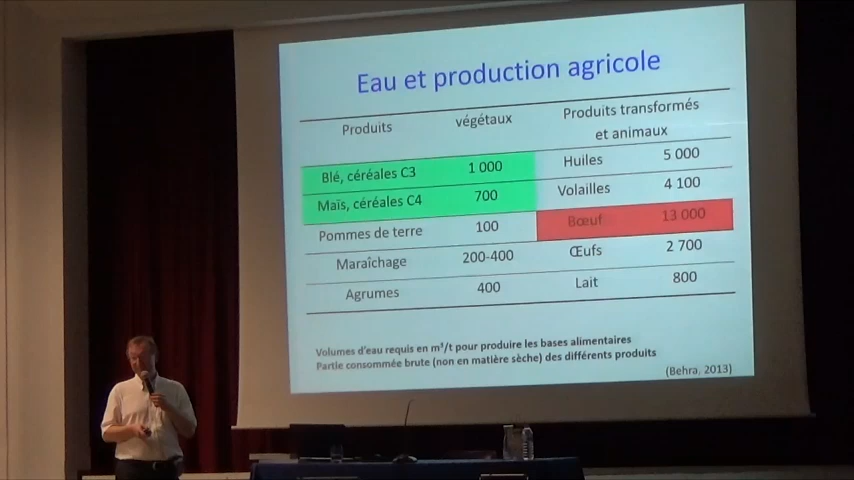 Eau et production agricole
Produits végétaux Produits transformés et animaux
Blé, céréales C3 1 000 Huiles 5 000
Maïs, céréales C4 700 Volailles 4 100
Pommes de terre 100 Bœuf 13 000
Maraîchage 200-400 Œufs 2 700
Agrumes 400 Lait 800
Volumes d'eau requis en m³/t pour produire les bases alimentaires
Partie consommée brute (non en matière sèche) des différents produits
(Behra, 2013)